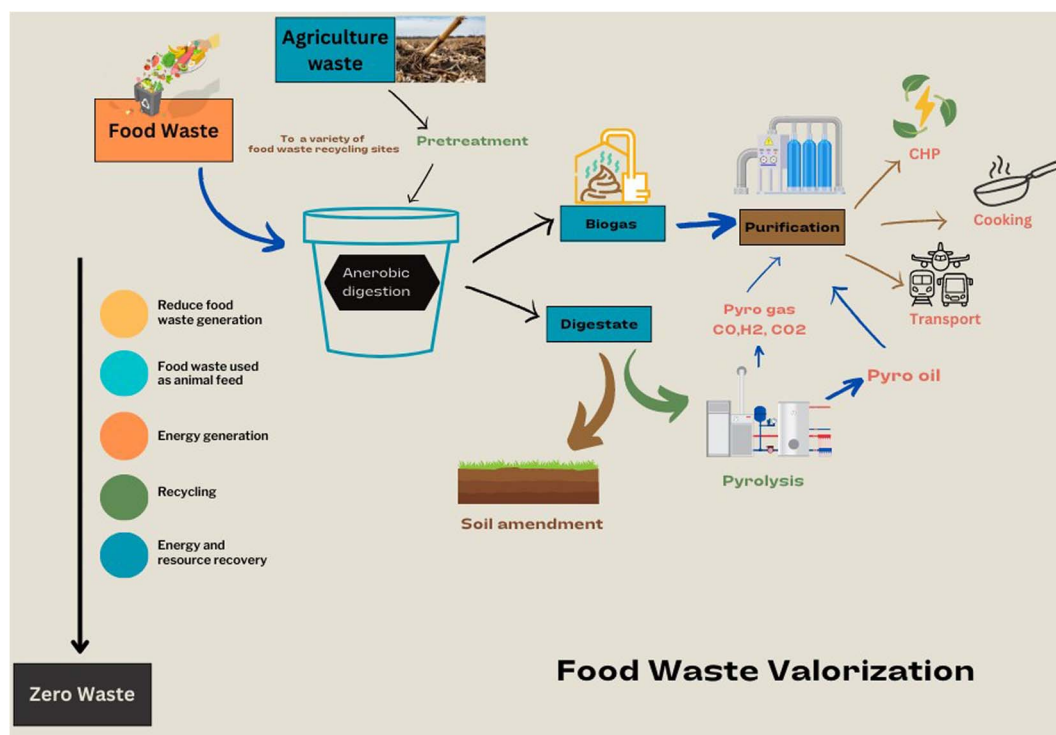 Agriculture
waste
Food Waste
To a variety of
food waste recycling sites
Pretreatment
Anerobic
digestion
Biogas
Purification
CHP
Cooking
Transport
Digestate
Pyro gas
CO,H2, CO2
Pyro oil
Pyrolysis
Soil amendment
Reduce food
waste generation
Food waste used
as animal feed
Energy generation
Recycling
Energy and
resource recovery
Zero Waste
Food Waste Valorization